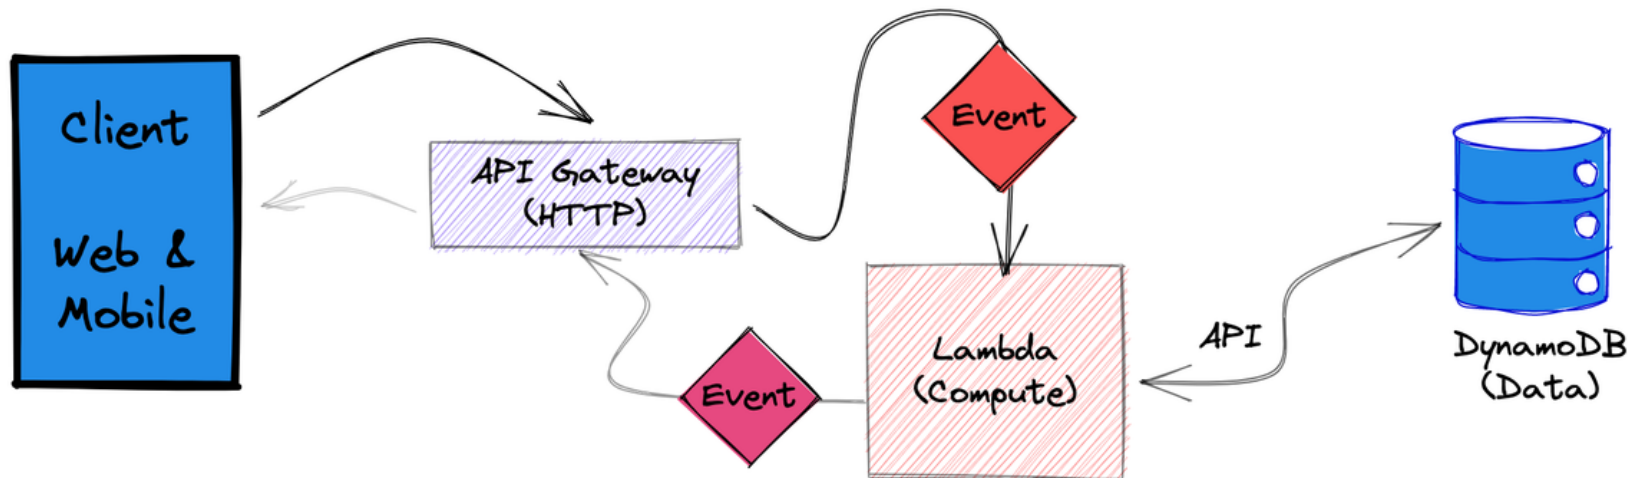 Client
Web &
Mobile
API Gateway
(HTTP)
Event
Event
Lambda
(Compute)
API
DynamoDB
(Data)